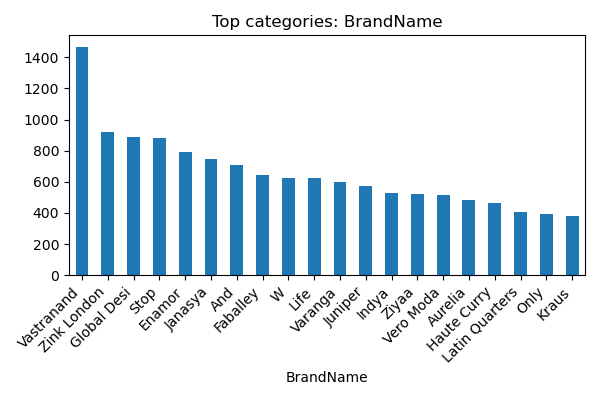 Top categories: BrandName
1400
1200
1000
800
600
400
200
0
Vastranand
Zink London
Global Desi
Stop
Enamor
Janasya
And
Faballey
W
Life
Varanga
Juniper
Indya
Ziyaa
Vero Moda
Aurelia
Haute Curry
Latin Quarters
Only
Kraus
BrandName